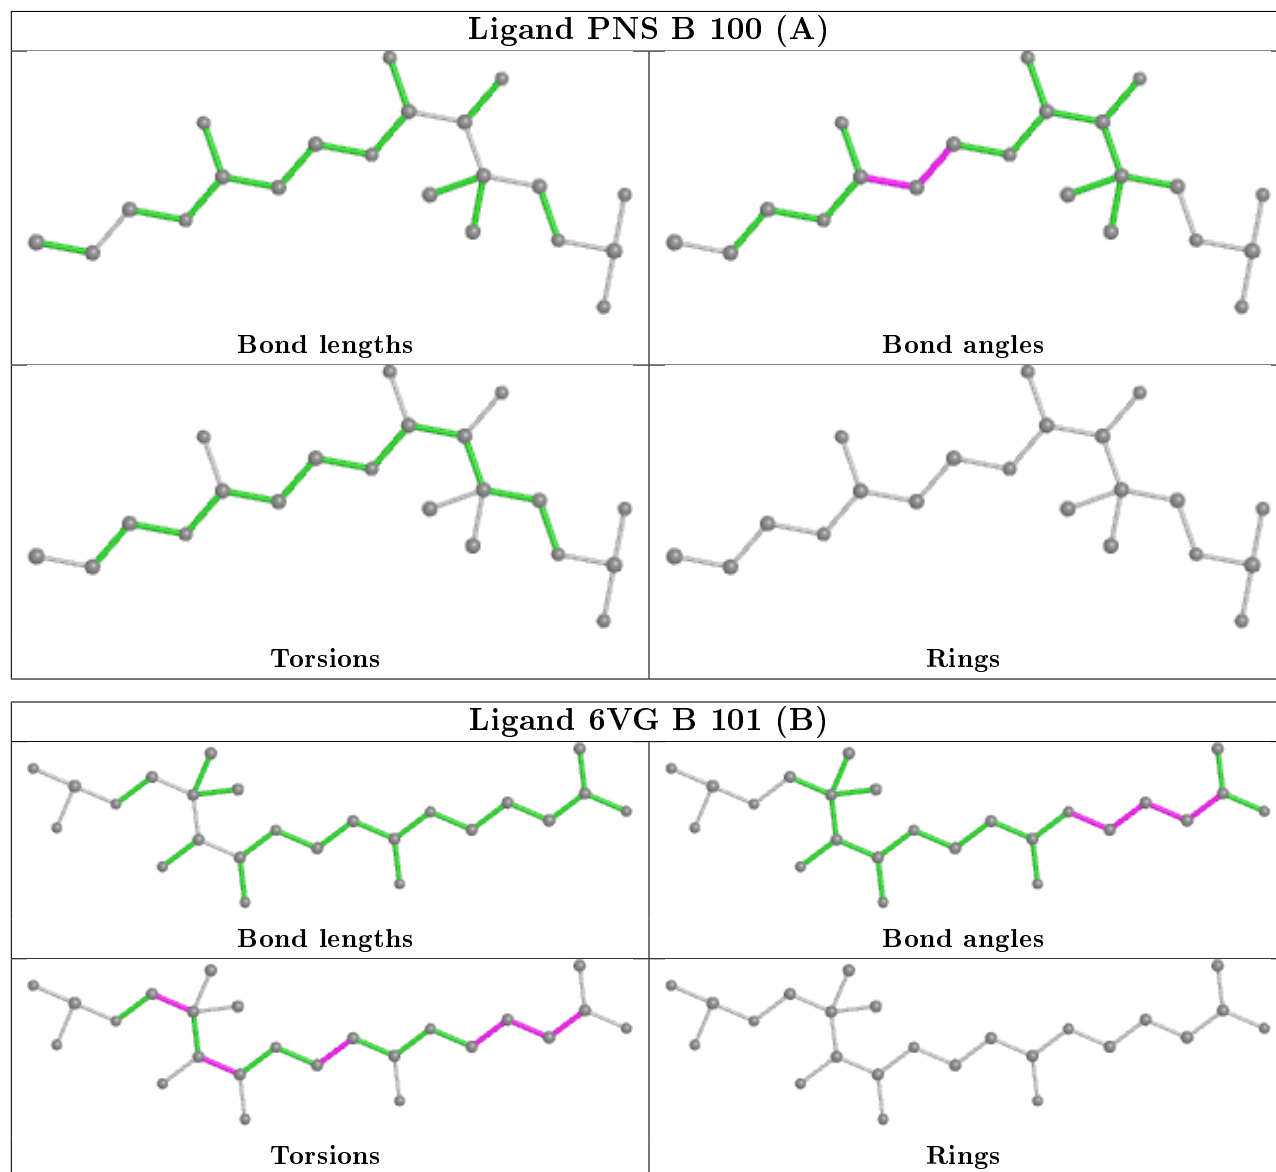 Ligand PNS B 100 (A)
Bond lengths
Bond angles
Torsions
Rings
Ligand 6VG B 101 (B)
Bond lengths
Bond angles
Torsions
Rings